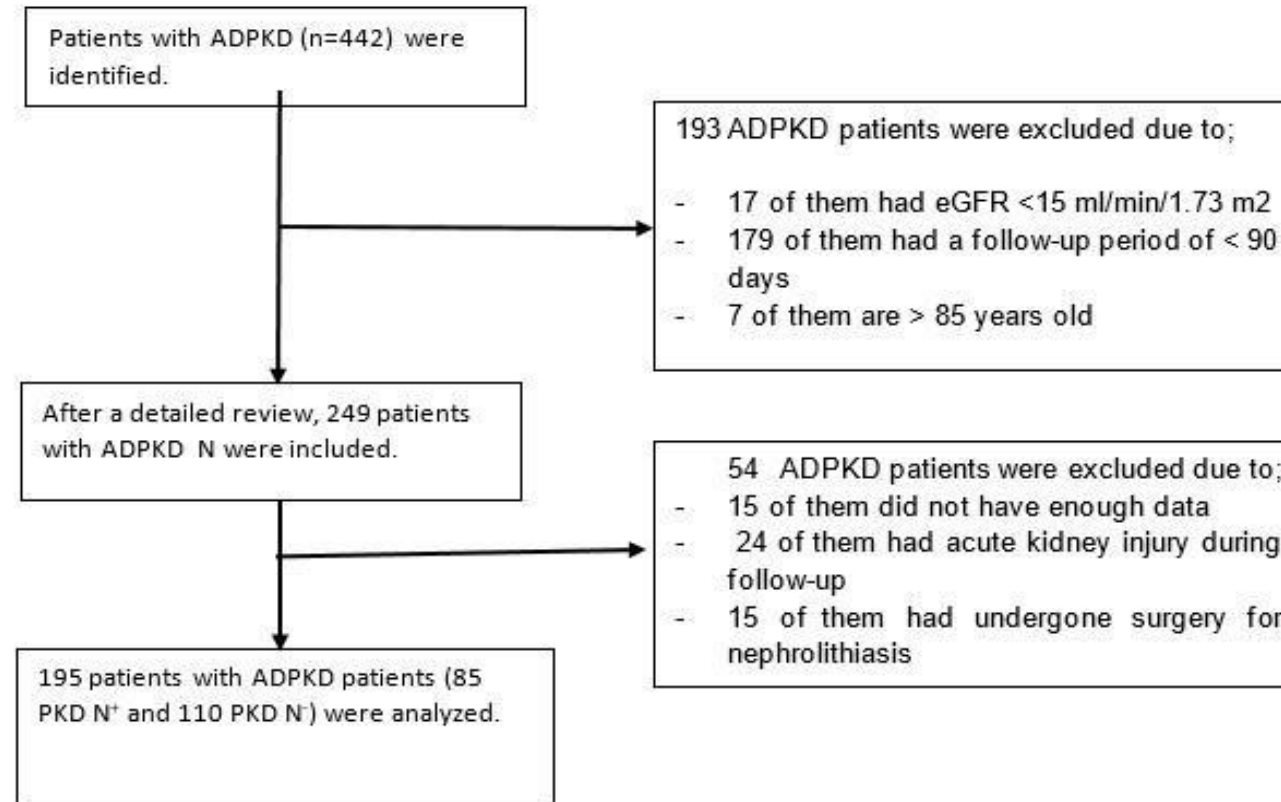 Patients with ADPKD (n=442) were
identified.
193 ADPKD patients were excluded due to;
- 17 of them had eGFR <15 ml/min/1.73 m2
- 179 of them had a follow-up period of < 90
days
- 7 of them are > 85 years old
After a detailed review, 249 patients
with ADPKD N were included.
54 ADPKD patients were excluded due to;
- 15 of them did not have enough data
- 24 of them had acute kidney injury during
follow-up
- 15 of them had undergone surgery for
nephrolithiasis
195 patients with ADPKD patients (85
PKD N⁺ and 110 PKD N⁻) were analyzed.